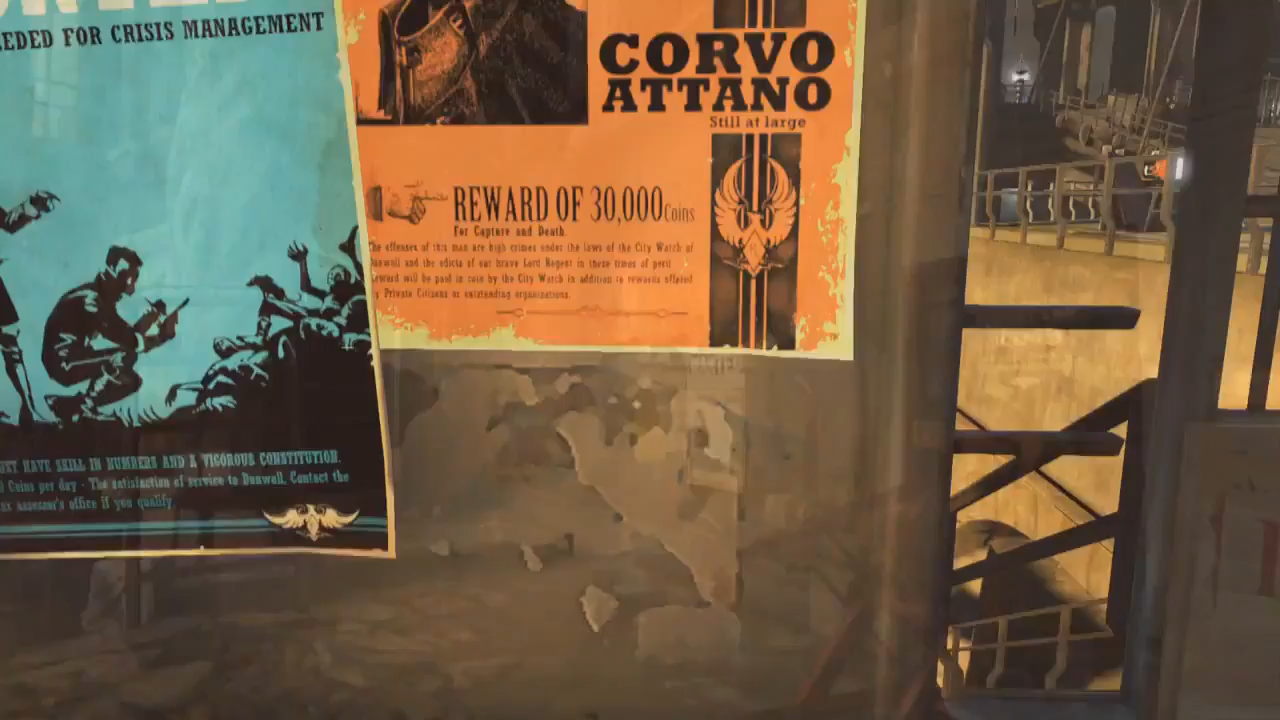 EDED FOR CRISIS MANAGEMENT
UST HAVE SKILL IN NUMBERS AND A VIGOROUS CONSTITUTION.
0 Coins per day - The satisfaction of service to Dunwall, Contact the
ax assessor's office if you qualify.
CORVO
ATTANO
Still at large
REWARD OF 30,000 Coins
For Capture and Death.
The offenses of this man are high crimes under the laws of the City Watch of
Dunwall and the edicts of our brave Lord Regent in these times of peril
Reward will be paid in coin by the City Watch in addition to rewards offered
by Private Citizens or outstanding organizations.